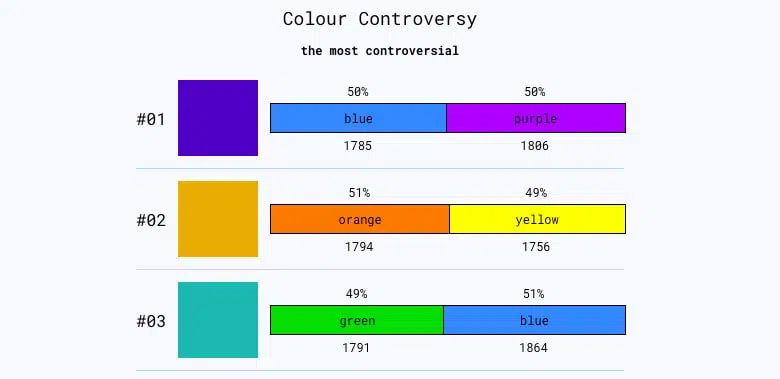 Colour Controversy
the most controversial
50% 50%
#01 blue purple
1785 1806
51% 49%
#02 orange yellow
1794 1756
49% 51%
#03 green blue
1791 1864